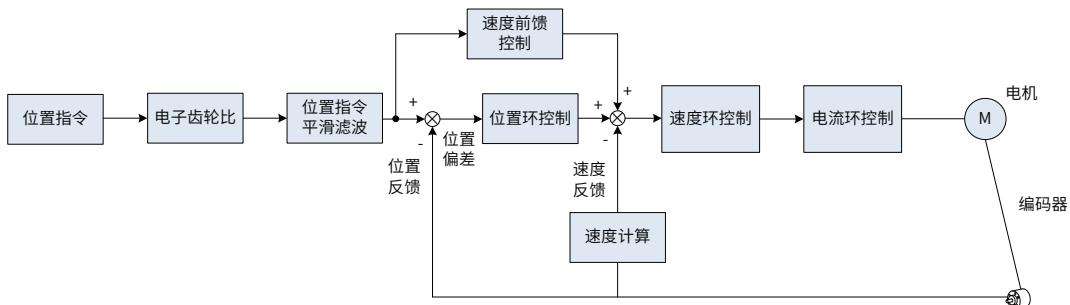 速度前馈
控制
位置指令
电子齿轮比
位置指令
平滑滤波
+
-
位置
反馈
位置
偏差
位置环控制
+
+
-
速度
反馈
速度计算
速度环控制
电流环控制
M
电机
编码器